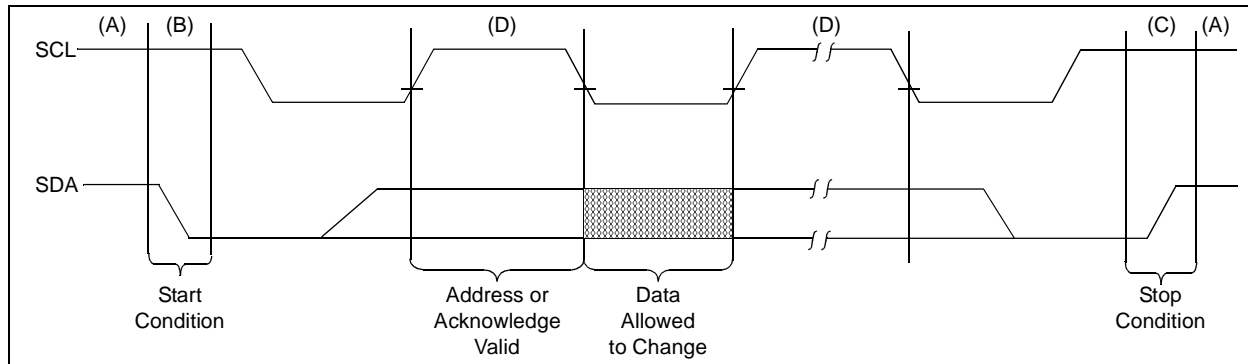 (A) (B) (D) (D) (C) (A)
SCL
SDA
Start
Condition
Address or
Acknowledge
Valid
Data
Allowed
to Change
Stop
Condition